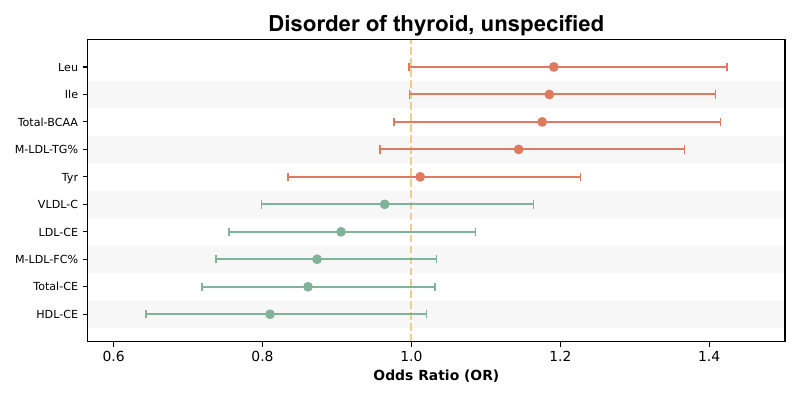 Disorder of thyroid, unspecified
Leu
Ile
Total-BCAA
M-LDL-TG%
Tyr
VLDL-C
LDL-CE
M-LDL-FC%
Total-CE
HDL-CE
0.6 0.8 1.0 1.2 1.4
Odds Ratio (OR)